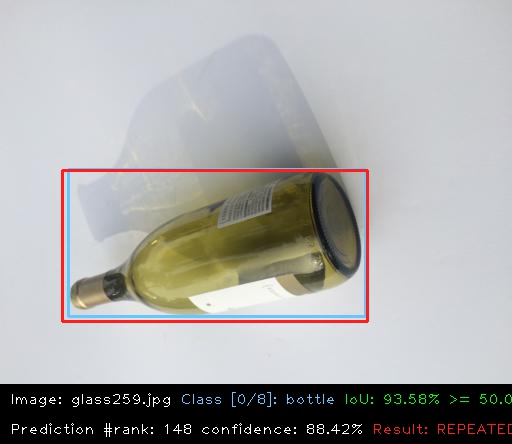 Image: glass259.jpg Class [0/8]: bottle IoU: 93.58% >= 50.0
Prediction #rank: 148 confidence: 88.42% Result: REPEATED